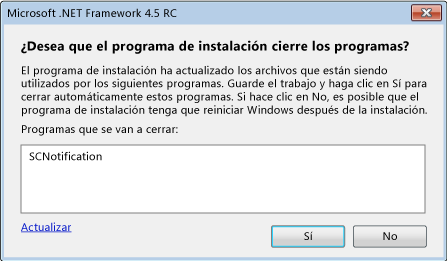 Microsoft .NET Framework 4.5 RC
¿Desea que el programa de instalación cierre los programas?
El programa de instalación ha actualizado los archivos que están siendo
utilizados por los siguientes programas. Guarde el trabajo y haga clic en Sí para
cerrar automáticamente estos programas. Si hace clic en No, es posible que el
programa de instalación tenga que reiniciar Windows después de la instalación.
Programas que se van a cerrar:
SCNotification
Actualizar
Sí
No